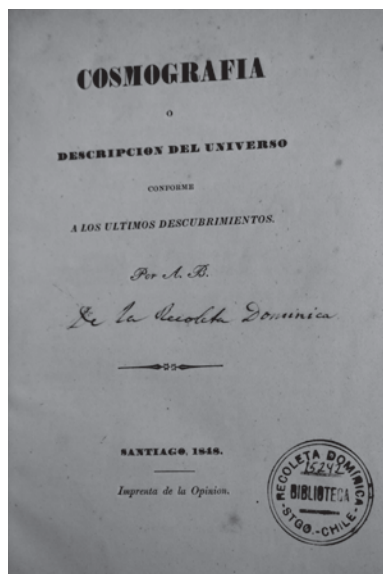 COSMOGRAFIA
O
DESCRIPCION DEL UNIVERSO
CONFORME
A LOS ULTIMOS DESCUBRIMIENTOS.
Por A. B.
De la Recoleta Dominica
SANTIAGO, 1848.
Imprenta de la Opinion.
RECOLETA DOMÍNICA
15242
BIBLIOTECA
STGO.-CHILE